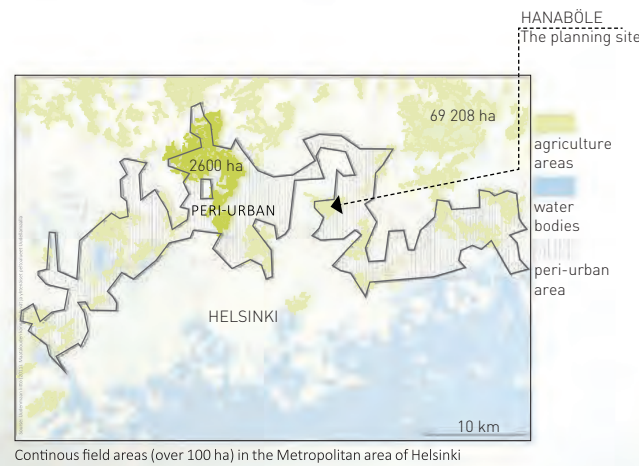 HANABÖLE
The planning site
69 208 ha
2600 ha
PERI-URBAN
HELSINKI
10 km
agriculture
areas
water
bodies
peri-urban
area
Continous field areas (over 100 ha) in the Metropolitan area of Helsinki